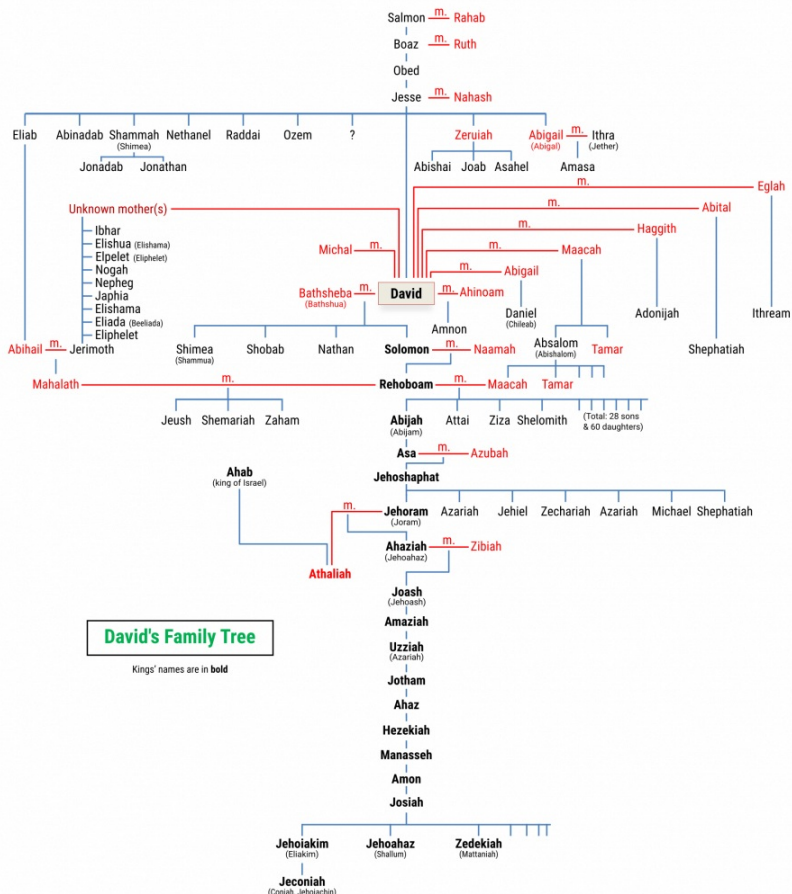 Salmon m. Rahab
Boaz m. Ruth
Obed
Jesse m. Nahash
Eliab Abinadab Shammah Nethanel Raddai Ozem ? Zeruiah Abigail m. Ithra
(Shimea) (Abigal) (Jether)
Jonadab Jonathan Abishai Joab Asahel Amasa
m. Eglah
Unknown mother(s) m. Abital
Ibhar
m. Haggith
Elishua (Elishama)
Michal m. m. Maacah
Elpelet (Eliphelet)
Nogah
m. Abigail
Nepheg
Bathsheba m. David m. Ahinoam
(Bathshua)
Japhia
Elishama
Daniel Adonijah Ithream
(Chileab)
Eliada (Beeliada)
Amnon
Eliphelet
Abihail m. Jerimoth Shimea Shobab Nathan Solomon m. Naamah Absalom Tamar Shephatiah
(Shammua) (Abishalom)
Mahalath m. Rehoboam m. Maacah Tamar
Jeush Shemariah Zaham Abijah Attai Ziza Shelomith (Total: 28 sons
(Abijam) & 60 daughters)
Asa m. Azubah
Ahab Jehoshaphat
(king of Israel)
m. Jehoram Azariah Jehiel Zechariah Azariah Michael Shephatiah
(Joram)
Ahaziah m. Zibiah
(Jehoahaz)
Athaliah
Joash
(Jehoash)
Amaziah
David's Family Tree
Uzziah
(Azariah)
Kings' names are in bold
Jotham
Ahaz
Hezekiah
Manasseh
Amon
Josiah
Jehoiakim Jehoahaz Zedekiah
(Eliakim) (Shallum) (Mattaniah)
Jeconiah
(Coniah, Jehoiachin)